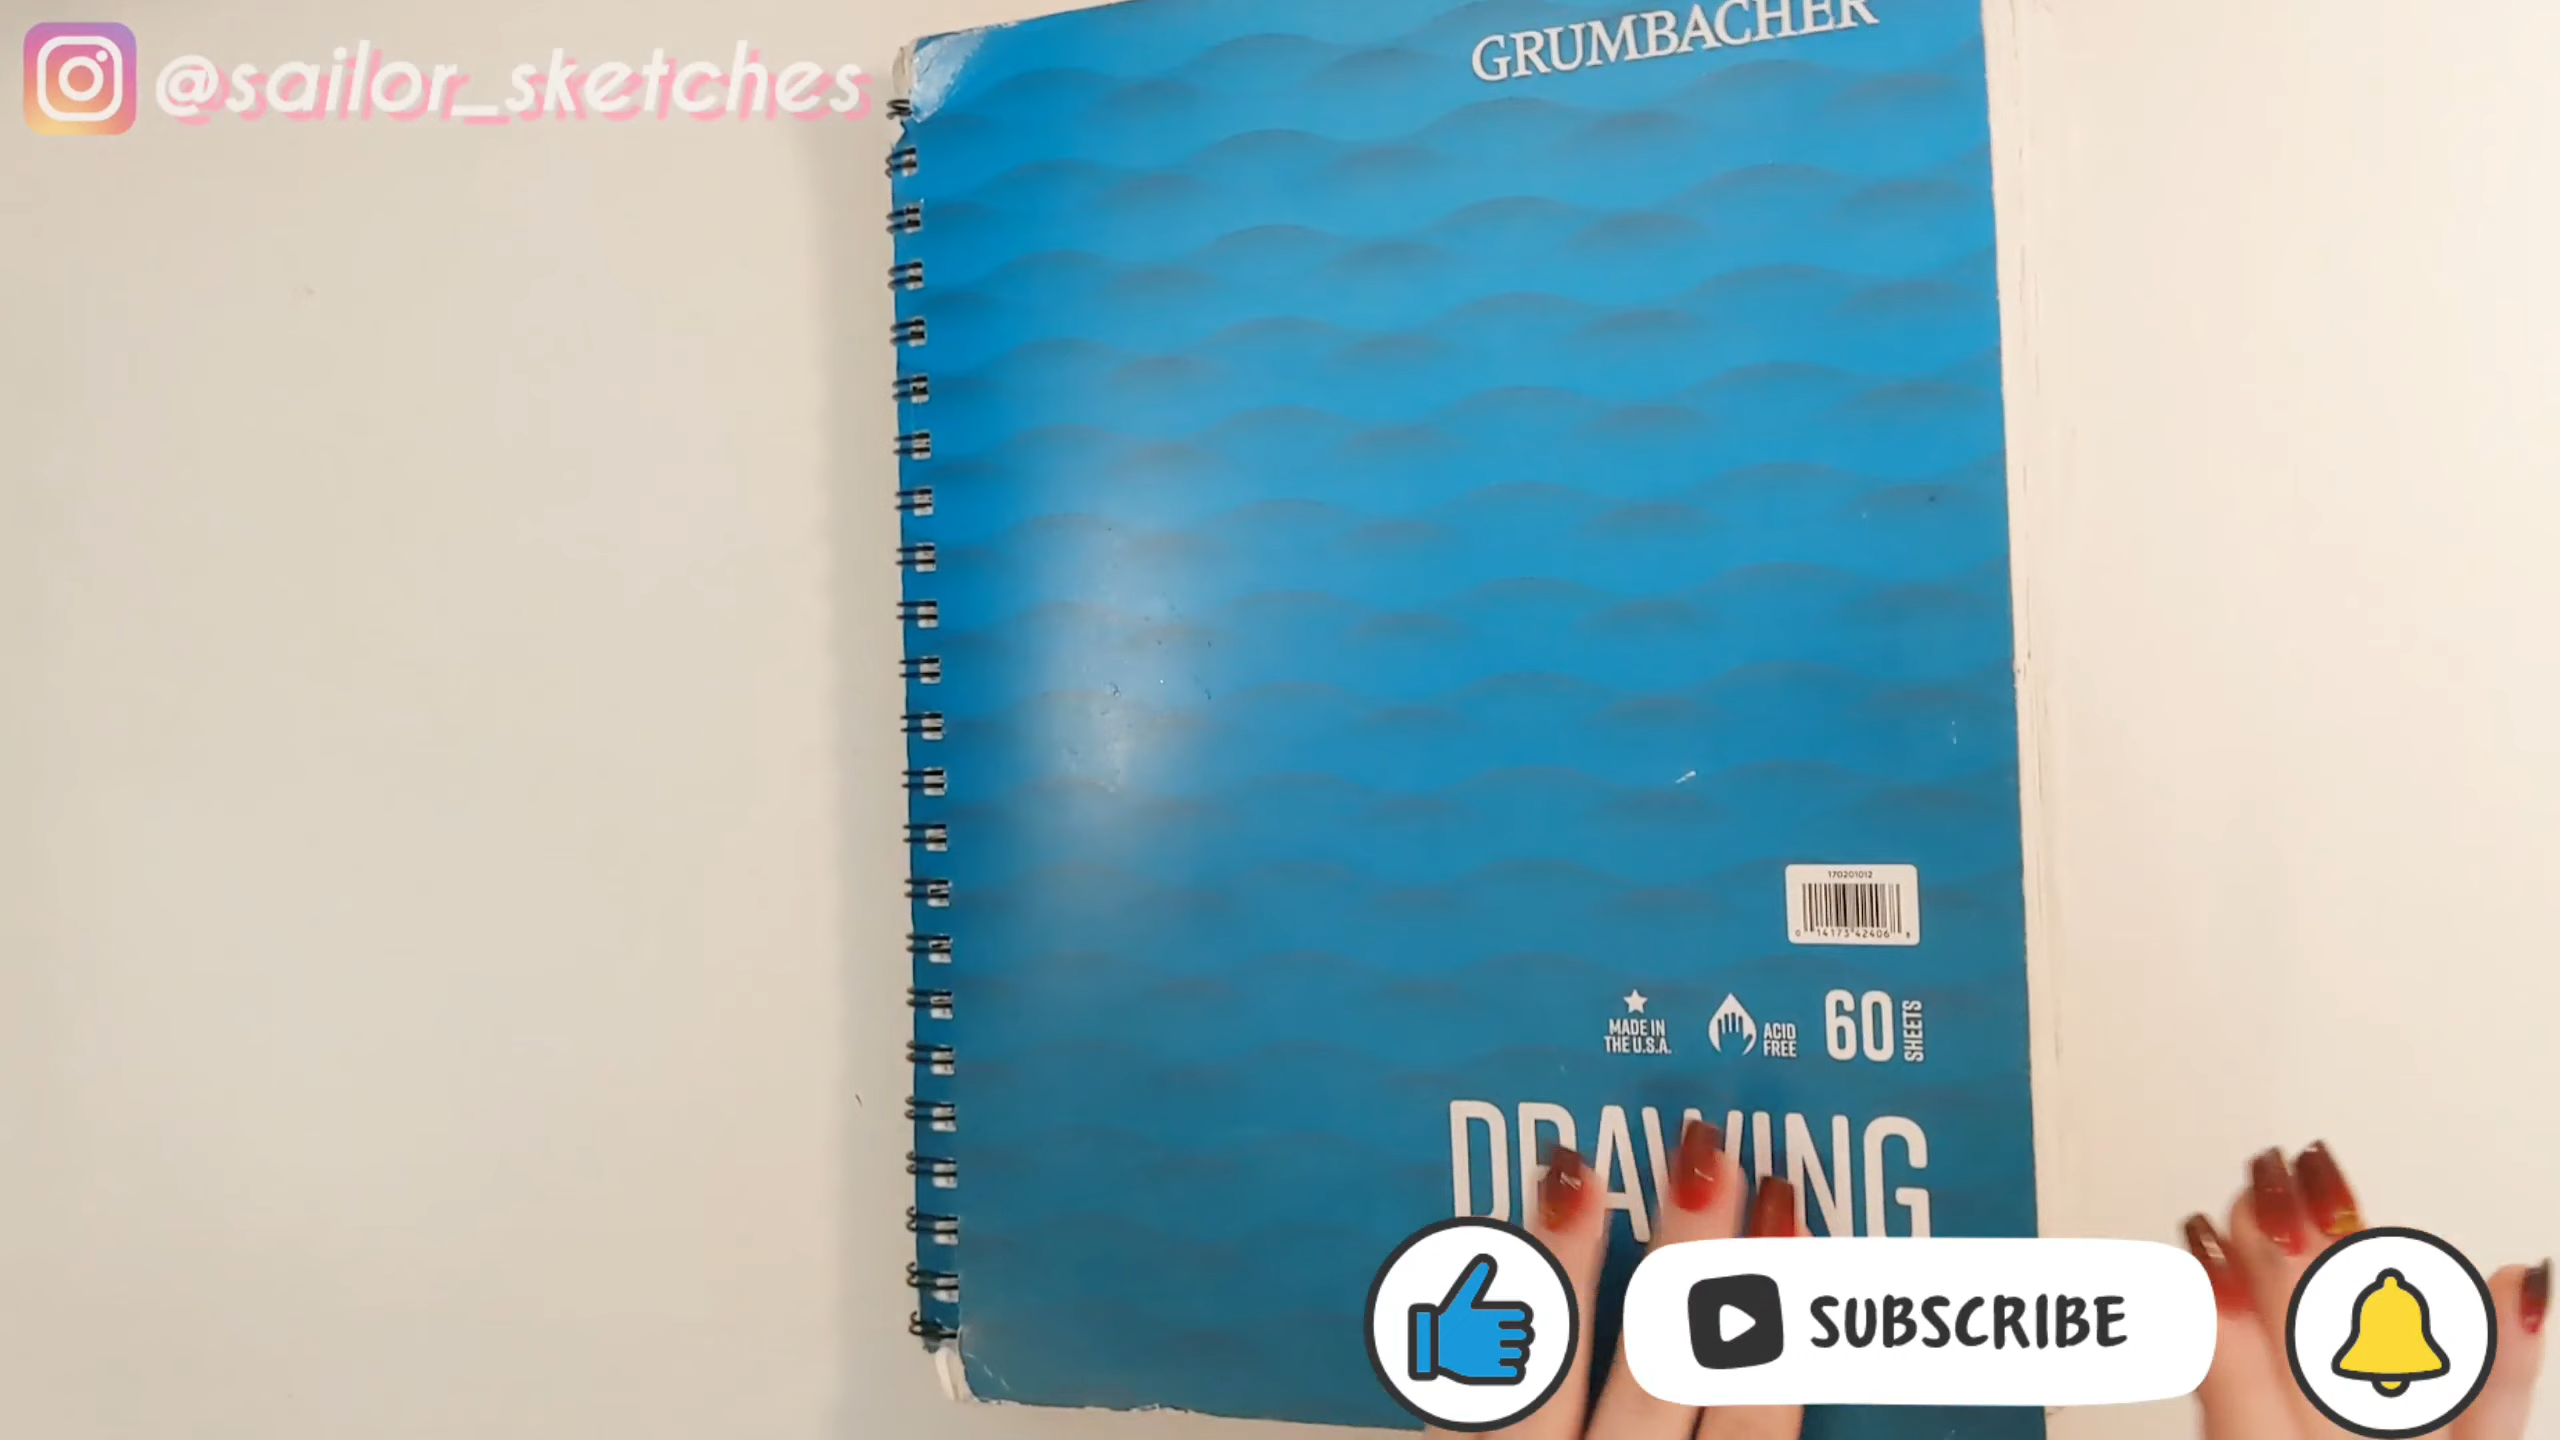 @sailor_sketches
GRUMBACHER
170201012
0 14173 42406 8
MADE IN
THE U.S.A.
ACID
FREE
60
SHEETS
DRAWING
SUBSCRIBE